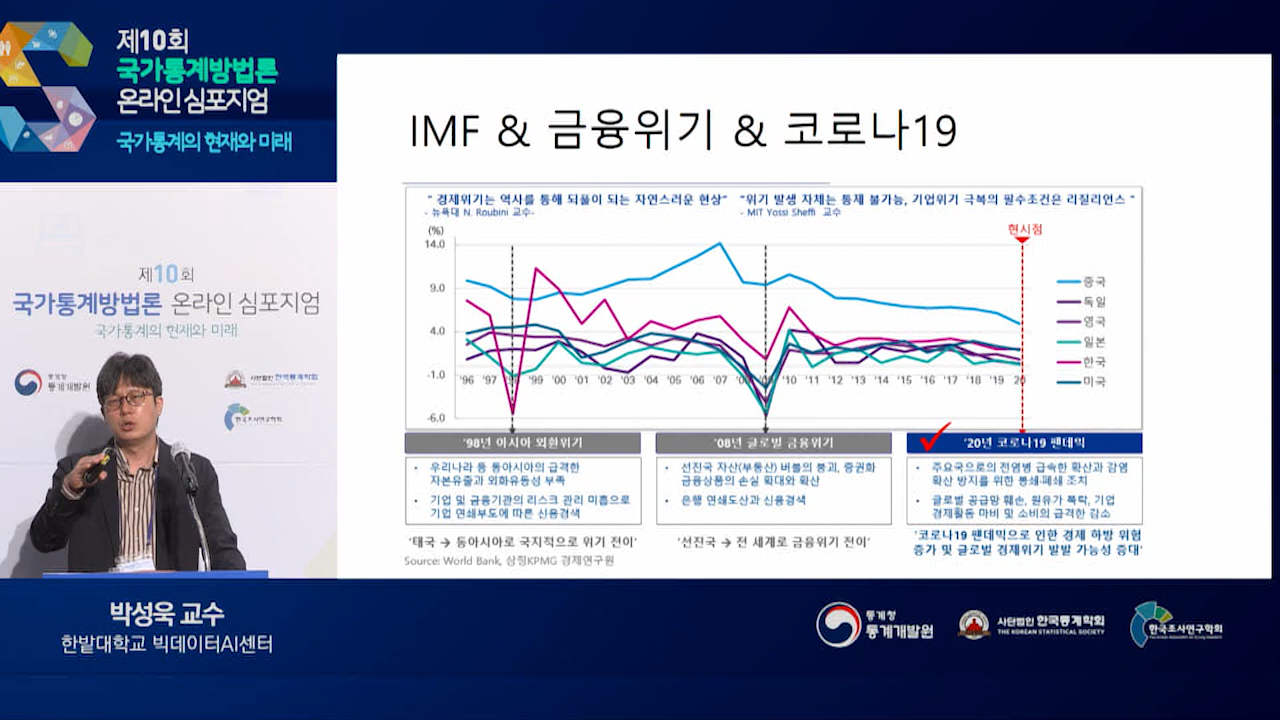 제10회
국가통계방법론
온라인 심포지엄
국가통계의 현재와 미래
제10회
국가통계방법론 온라인 심포지엄
국가통계의 현재와 미래
통계청
통계개발원
사단법인 한국통계학회
한국조사연구학회
IMF & 금융위기 & 코로나19
" 경제위기는 역사를 통해 되풀이 되는 자연스러운 현상"
- 뉴욕대 N. Roubini 교수-
"위기 발생 자체는 통제 불가능, 기업위기 극복의 필수조건은 리질리언스 "
- MIT Yossi Sheffi 교수
(%)
현시점
14.0
9.0
4.0
-1.0
-6.0
'96 '97 '99 '00 '01 '02 '03 '04 '05 '06 '07 '08 '10 '11 '12 '13 '14 '15 '16 '17 '18 '19 20
중국
독일
영국
일본
한국
미국
'98년 아시아 외환위기
• 우리나라 등 동아시아의 급격한
자본유출과 외화유동성 부족
• 기업 및 금융기관의 리스크 관리 미흡으로
기업 연쇄부도에 따른 신용경색
'태국 → 동아시아로 국지적으로 위기 전이'
'08년 글로벌 금융위기
• 선진국 자산(부동산) 버블의 붕괴, 증권화
금융상품의 손실 확대와 확산
• 은행 연쇄도산과 신용경색
'선진국 → 전 세계로 금융위기 전이'
'20년 코로나19 팬데믹
• 주요국으로의 전염병 급속한 확산과 감염
확산 방지를 위한 봉쇄·폐쇄 조치
• 글로벌 공급망 훼손, 원유가 폭락, 기업
경제활동 마비 및 소비의 급격한 감소
'코로나19 팬데믹으로 인한 경제 하방 위험
증가 및 글로벌 경제위기 발발 가능성 증대'
Source: World Bank, 삼정KPMG 경제연구원
박성욱 교수
한밭대학교 빅데이터AI센터
통계청
통계개발원
사단법인 한국통계학회
THE KOREAN STATISTICAL SOCIETY
한국조사연구학회